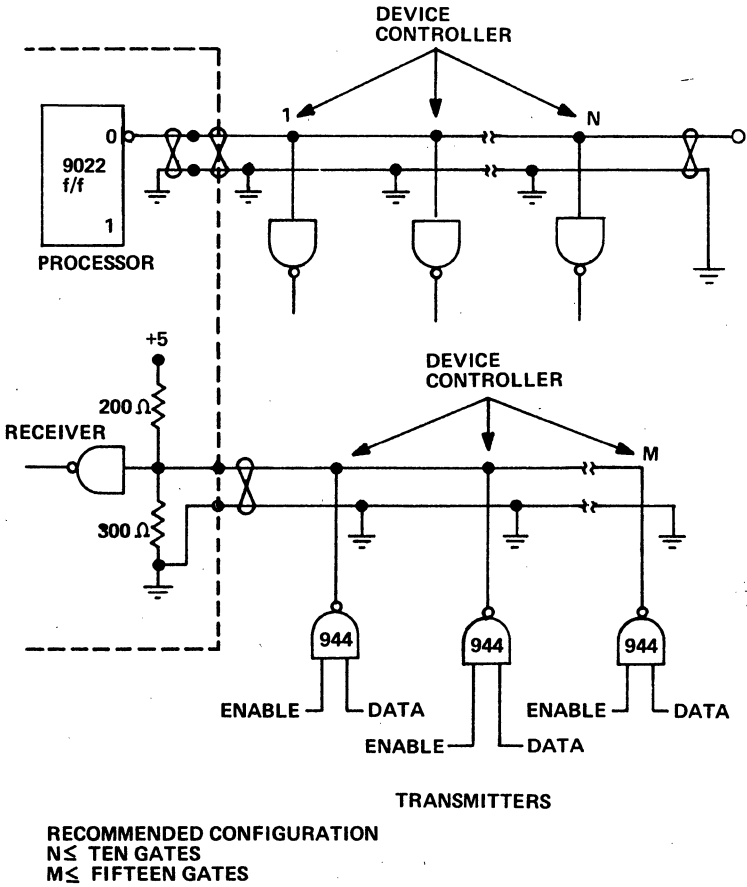 DEVICE
CONTROLLER
1
N
0
9022
f/f
1
PROCESSOR
+5
200 Ω
RECEIVER
300 Ω
DEVICE
CONTROLLER
M
944
944
944
ENABLE
DATA
ENABLE
DATA
ENABLE
DATA
TRANSMITTERS
RECOMMENDED CONFIGURATION
N≤ TEN GATES
M≤ FIFTEEN GATES